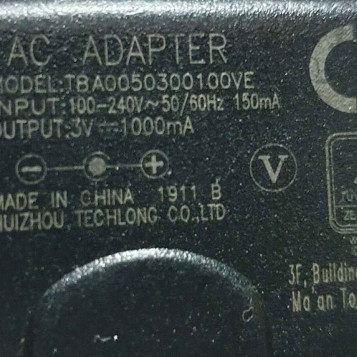 AC ADAPTER
MODEL:TBA0050300100VE
INPUT:100-240V~50/60Hz 150mA
OUTPUT:3V⎓1000mA
- +
V
MADE IN CHINA 1911 B
HUIZHOU TECHLONG CO.,LTD
3F, Building
Ma an To